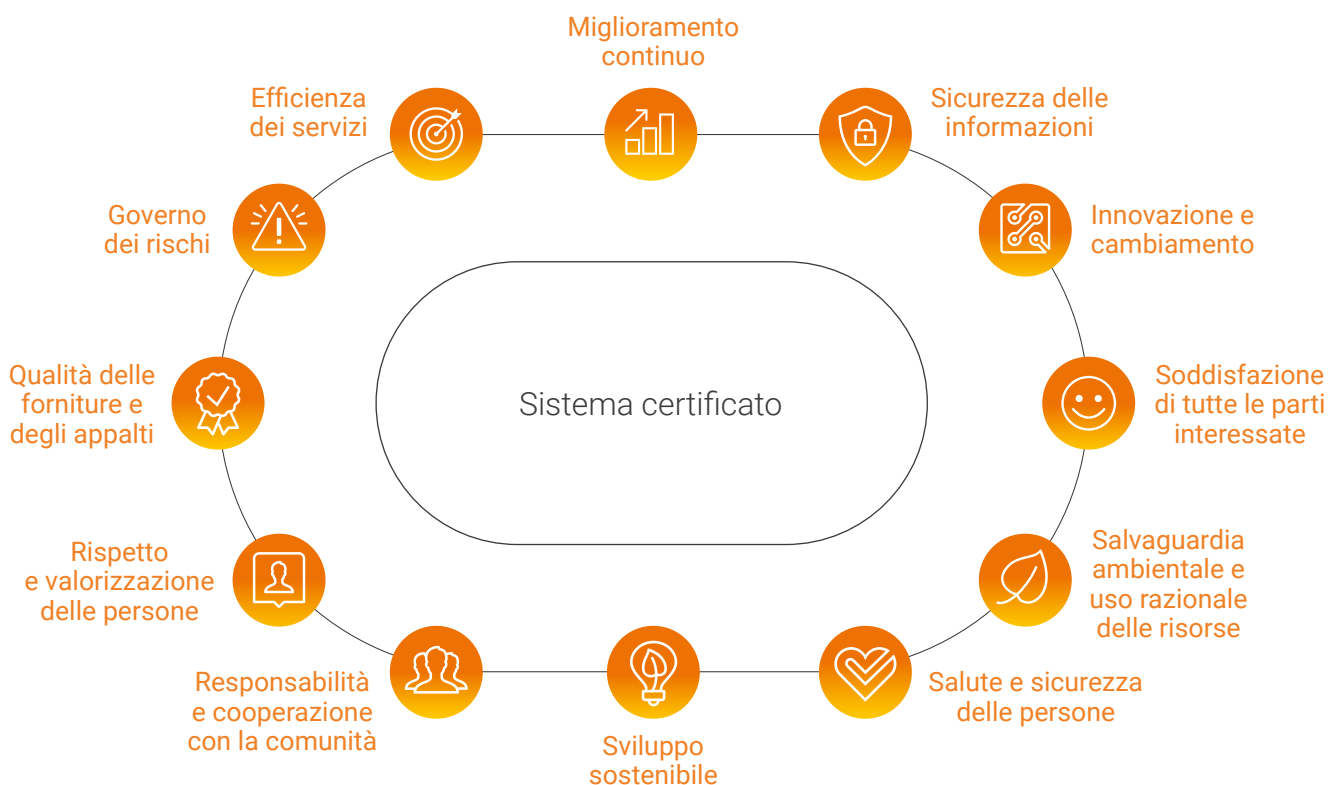 Miglioramento
continuo
Sicurezza delle
informazioni
Innovazione e
cambiamento
Soddisfazione
di tutte le parti
interessate
Salvaguardia
ambientale e
uso razionale
delle risorse
Salute e sicurezza
delle persone
Sviluppo
sostenibile
Responsabilità
e cooperazione
con la comunità
Rispetto
e valorizzazione
delle persone
Qualità delle
forniture e
degli appalti
Governo
dei rischi
Efficienza
dei servizi
Sistema certificato